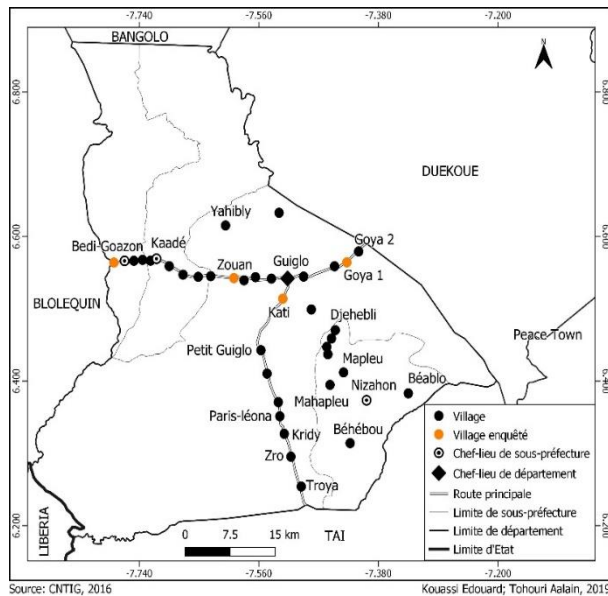 -7.740 -7.560 -7.380 -7.200
BANGOLO
N
6.800 6.800
DUEKOUE
Yahibly
6.600 6.600
Goya 2
Bedi-Goazon Kaadé
Zouan Guiglo
Goya 1
BLOLEQUIN
Kati
Djehebli
Peace Town
Petit Guiglo
Mapleu
6.400 6.400
Nizahon Béablo
Mahapleu
Paris-léona
Béhébou
Kridy
Zro
Troya
6.200 6.200
LIBERIA
TAI
0 7.5 15 km
Village
Village enquêté
Chef-lieu de sous-préfecture
Chef-lieu de département
Route principale
Limite de sous-préfecture
Limite de département
Limite d'Etat
-7.740 -7.560 -7.380 -7.200
Source: CNTIG, 2016 Kouassi Edouard; Tohouri Aalain, 2019